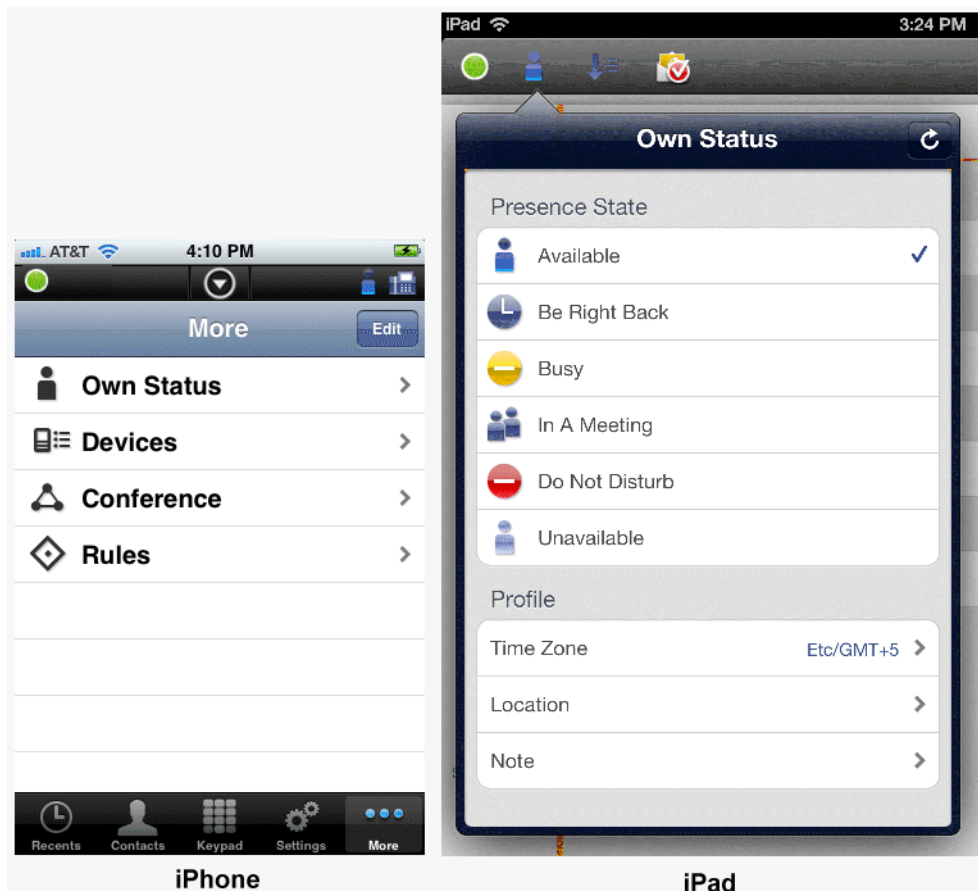 AT&T 4:10 PM
More Edit
Own Status
Devices
Conference
Rules
Recents Contacts Keypad Settings More
iPhone
iPad 3:24 PM
Own Status
Presence State
Available
Be Right Back
Busy
In A Meeting
Do Not Disturb
Unavailable
Profile
Time Zone Etc/GMT+5
Location
Note
iPad